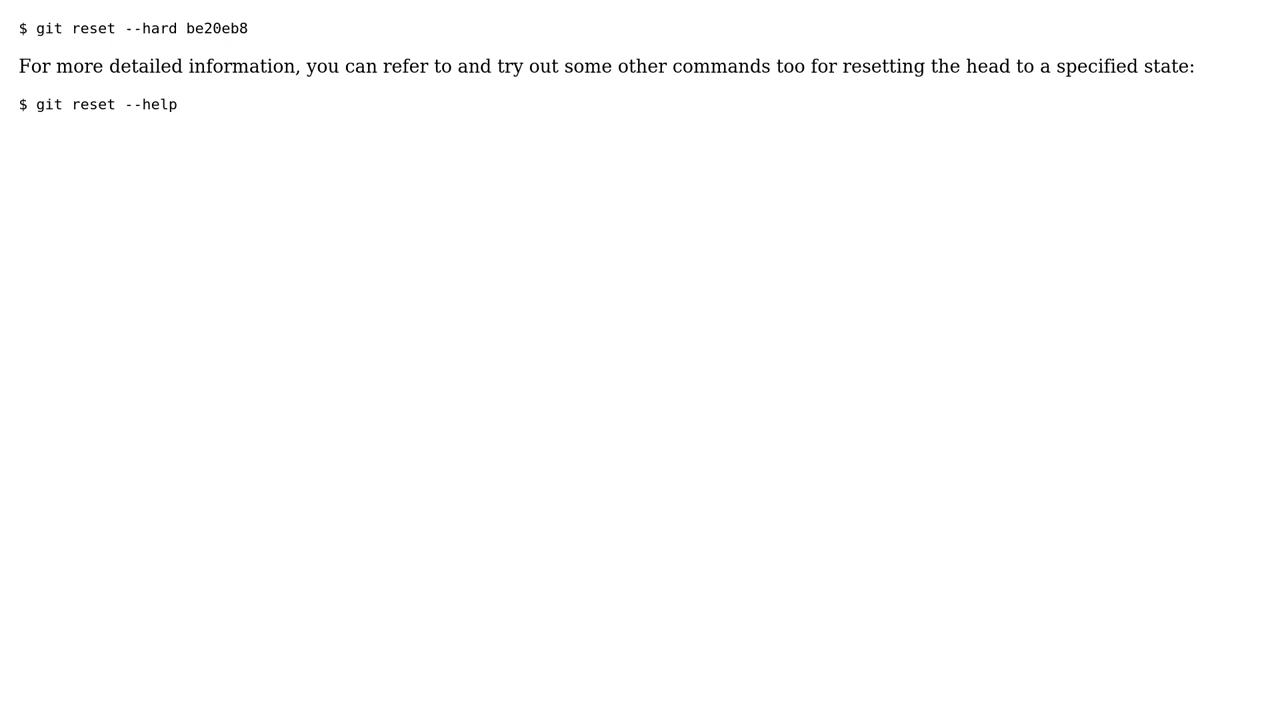 $ git reset --hard be20eb8
For more detailed information, you can refer to and try out some other commands too for resetting the head to a specified state:
$ git reset --help